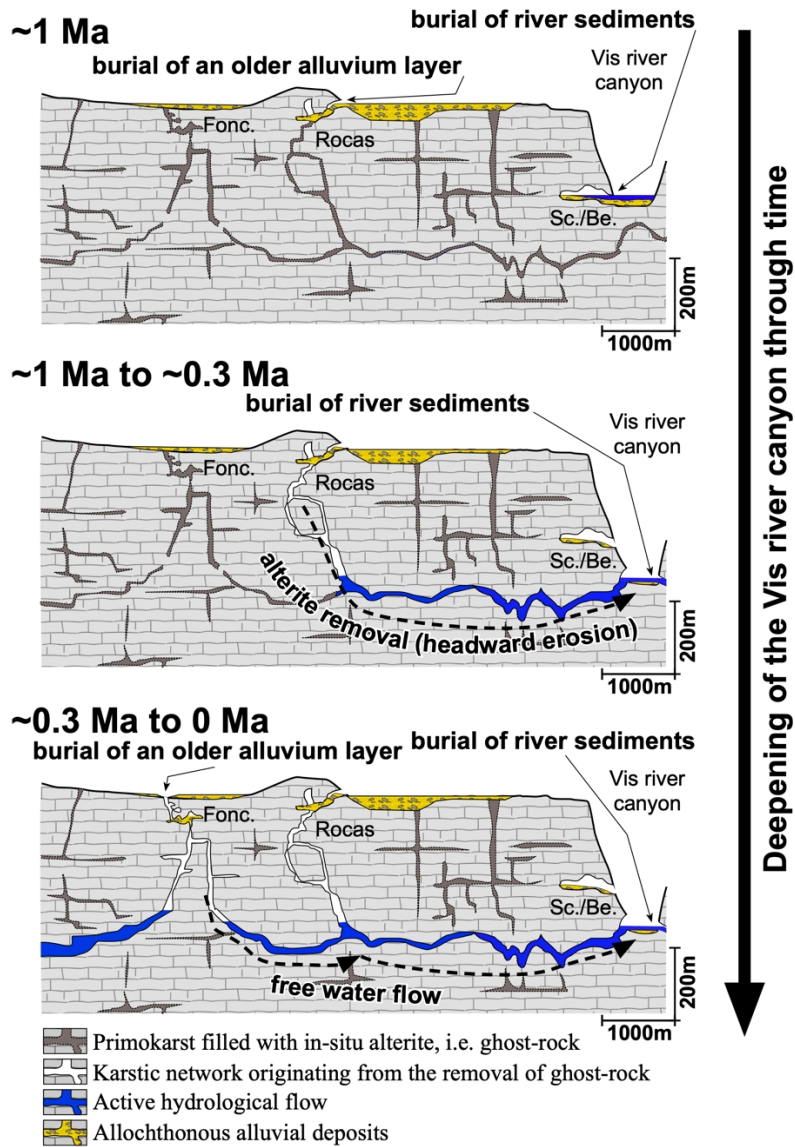 ~1 Ma
burial of river sediments
burial of an older alluvium layer
Vis river
canyon
Fonc.
Rocas
Sc./Be.
200m
1000m
~1 Ma to ~0.3 Ma
burial of river sediments
Vis river
canyon
Fonc.
Rocas
Sc./Be.
alterite removal (headward erosion)
200m
1000m
~0.3 Ma to 0 Ma
burial of an older alluvium layer
burial of river sediments
Vis river
canyon
Fonc.
Rocas
Sc./Be.
free water flow
200m
1000m
Deepening of the Vis river canyon through time
Primokarst filled with in-situ alterite, i.e. ghost-rock
Karstic network originating from the removal of ghost-rock
Active hydrological flow
Allochthonous alluvial deposits